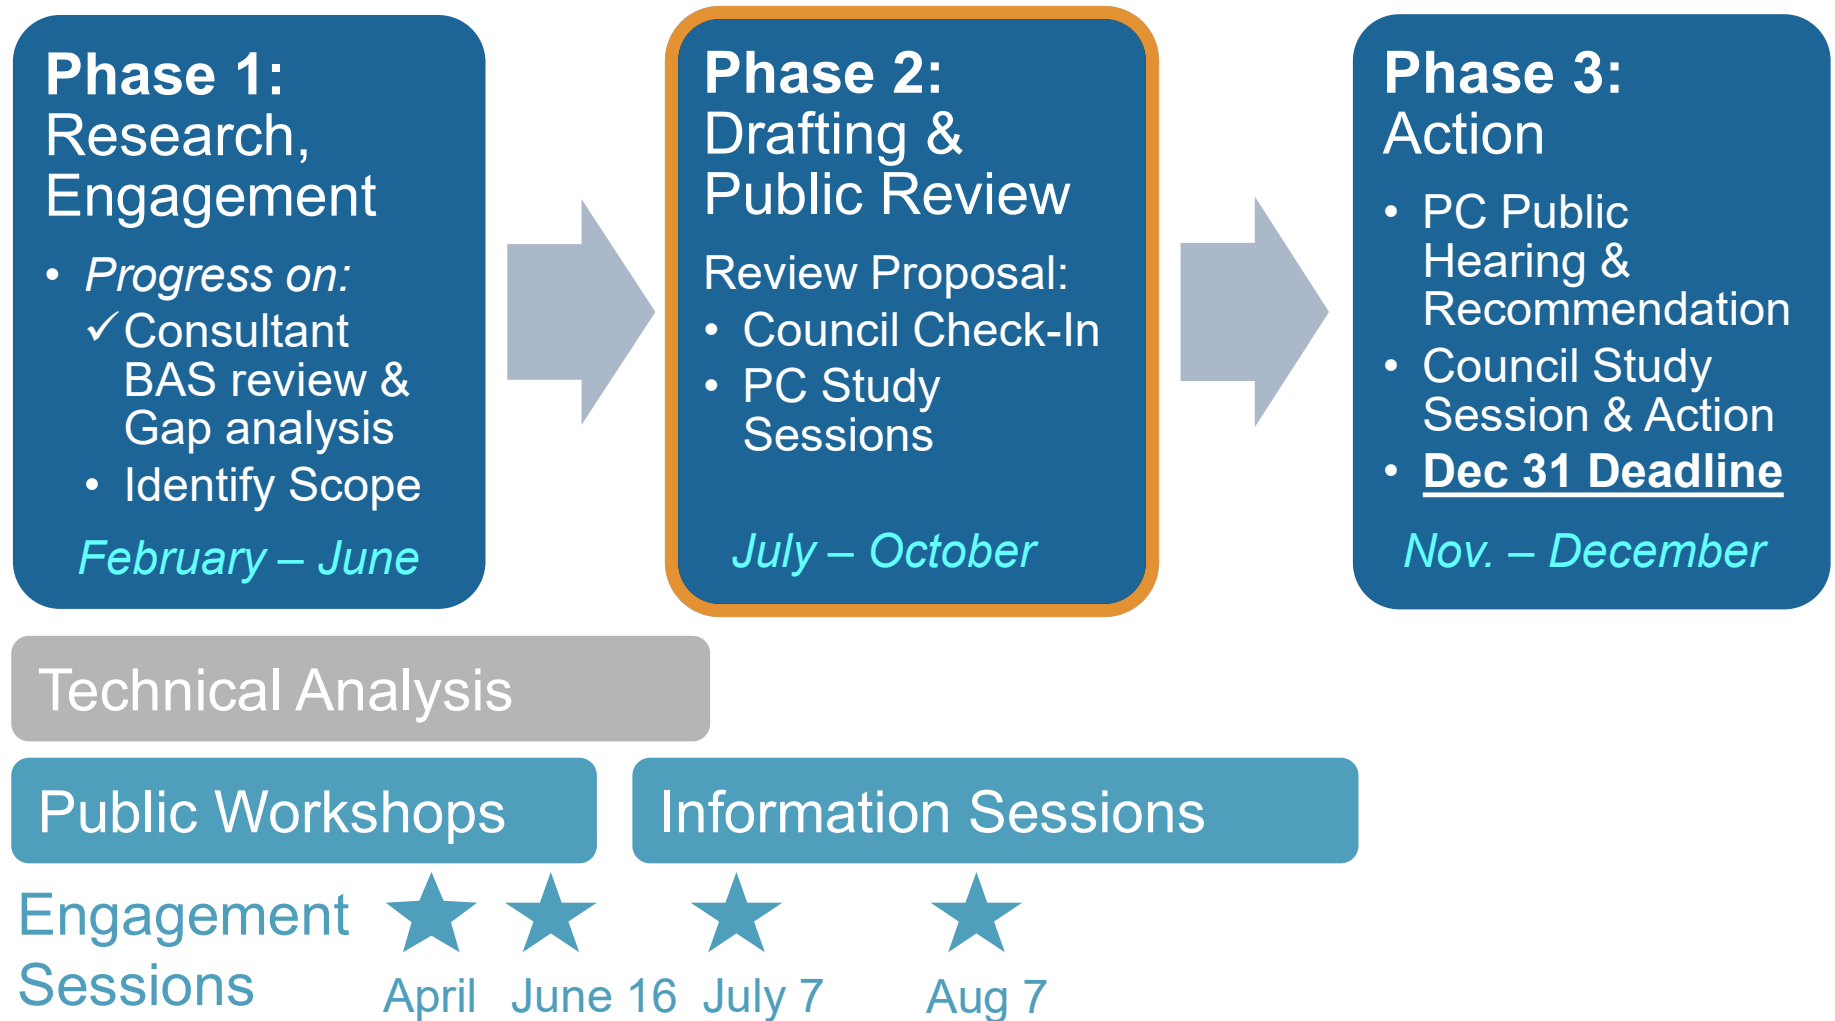 Phase 1:
Research,
Engagement
• Progress on:
✓ Consultant
BAS review &
Gap analysis
• Identify Scope
February – June
Phase 2:
Drafting &
Public Review
Review Proposal:
• Council Check-In
• PC Study
Sessions
July – October
Phase 3:
Action
• PC Public
Hearing &
Recommendation
• Council Study
Session & Action
• Dec 31 Deadline
Nov. – December
Technical Analysis
Public Workshops
Information Sessions
Engagement
Sessions
April
June 16
July 7
Aug 7